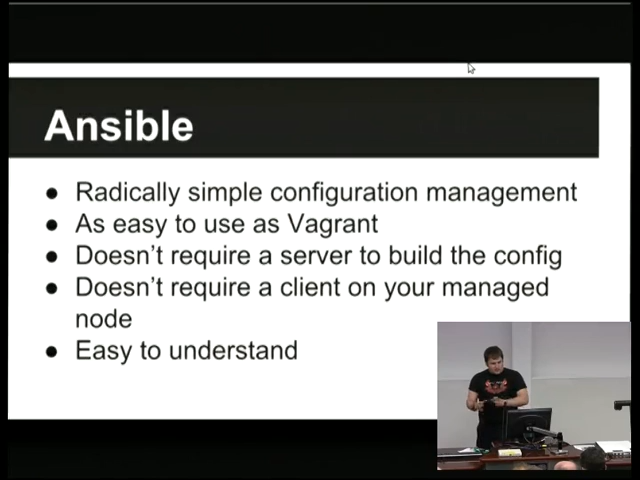 Ansible
● Radically simple configuration management
● As easy to use as Vagrant
● Doesn't require a server to build the config
● Doesn't require a client on your managed
node
● Easy to understand